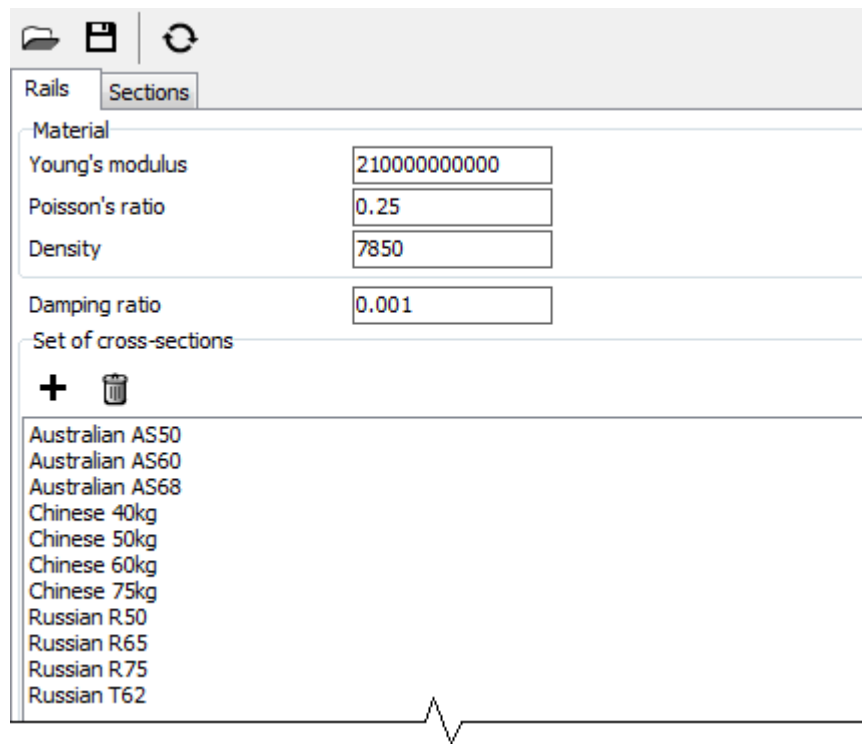 Rails Sections
Material
Young's modulus 210000000000
Poisson's ratio 0.25
Density 7850
Damping ratio 0.001
Set of cross-sections
Australian AS50
Australian AS60
Australian AS68
Chinese 40kg
Chinese 50kg
Chinese 60kg
Chinese 75kg
Russian R50
Russian R65
Russian R75
Russian T62